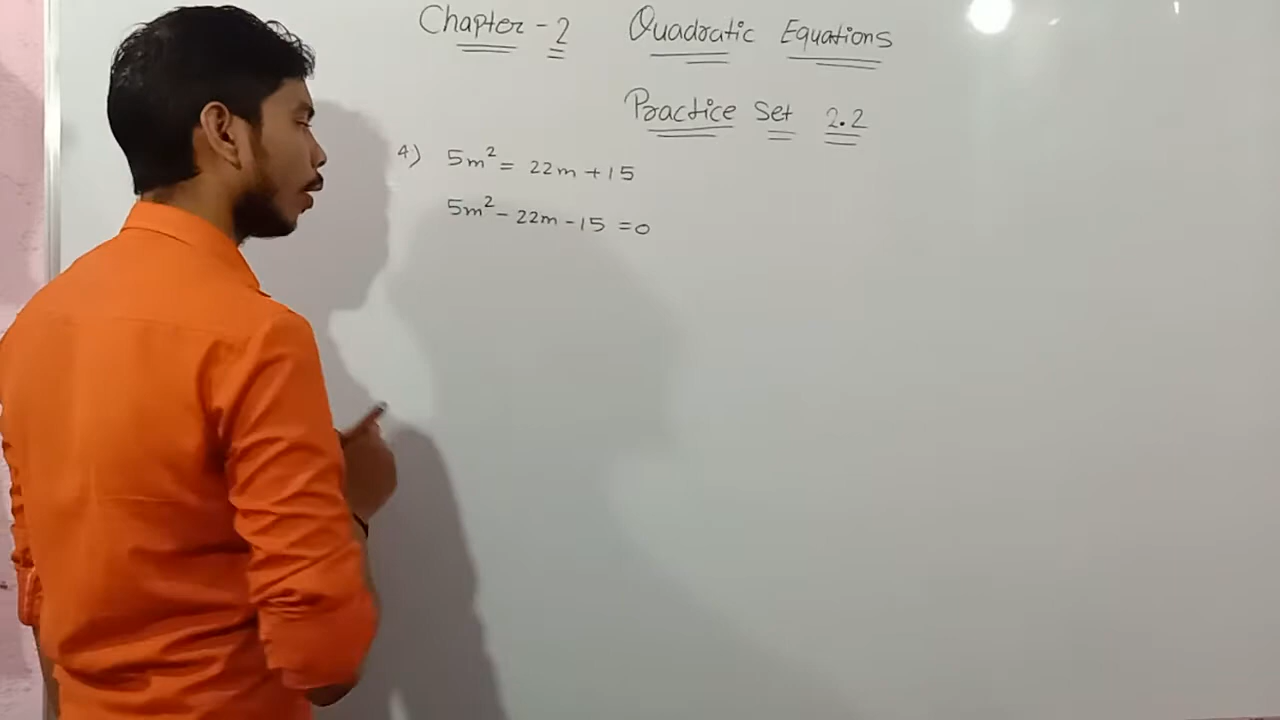 Chapter - 2 Quadratic Equations
Practice Set 2.2
4) 5m² = 22m + 15
5m² - 22m - 15 = 0